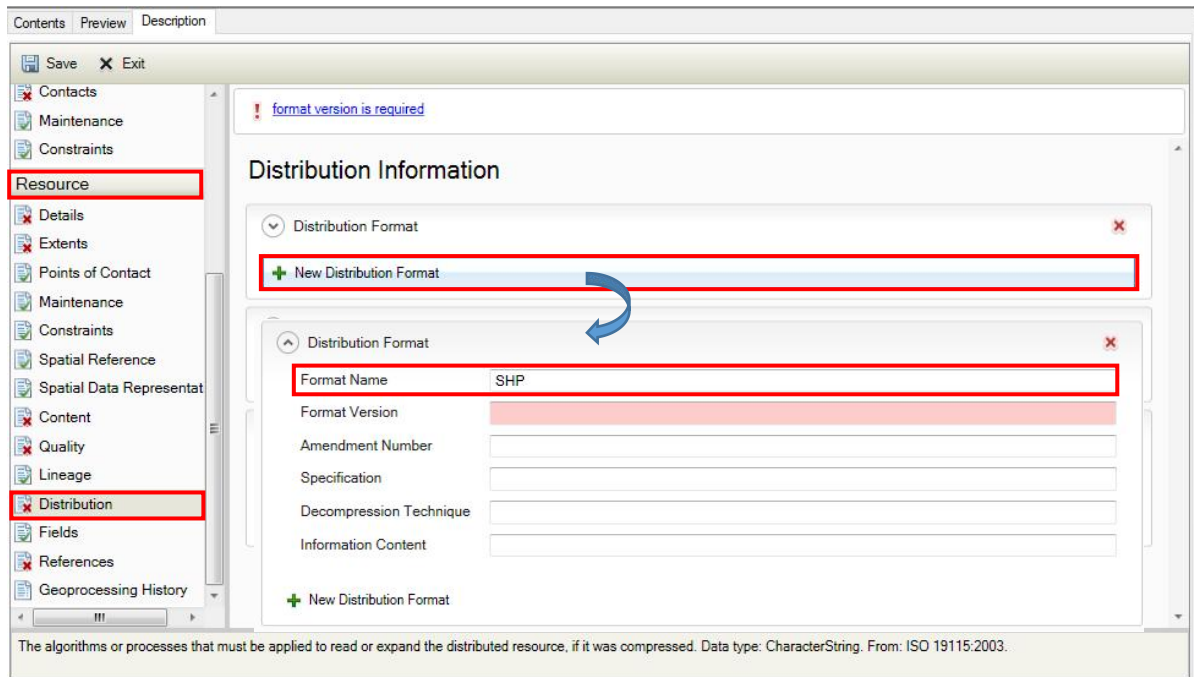 Contents Preview Description
Save Exit
Contacts
Maintenance
Constraints
Resource
Details
Extents
Points of Contact
Maintenance
Constraints
Spatial Reference
Spatial Data Representat
Content
Quality
Lineage
Distribution
Fields
References
Geoprocessing History
format version is required
Distribution Information
Distribution Format
New Distribution Format
Distribution Format
Format Name SHP
Format Version
Amendment Number
Specification
Decompression Technique
Information Content
New Distribution Format
The algorithms or processes that must be applied to read or expand the distributed resource, if it was compressed. Data type: CharacterString. From: ISO 19115:2003.